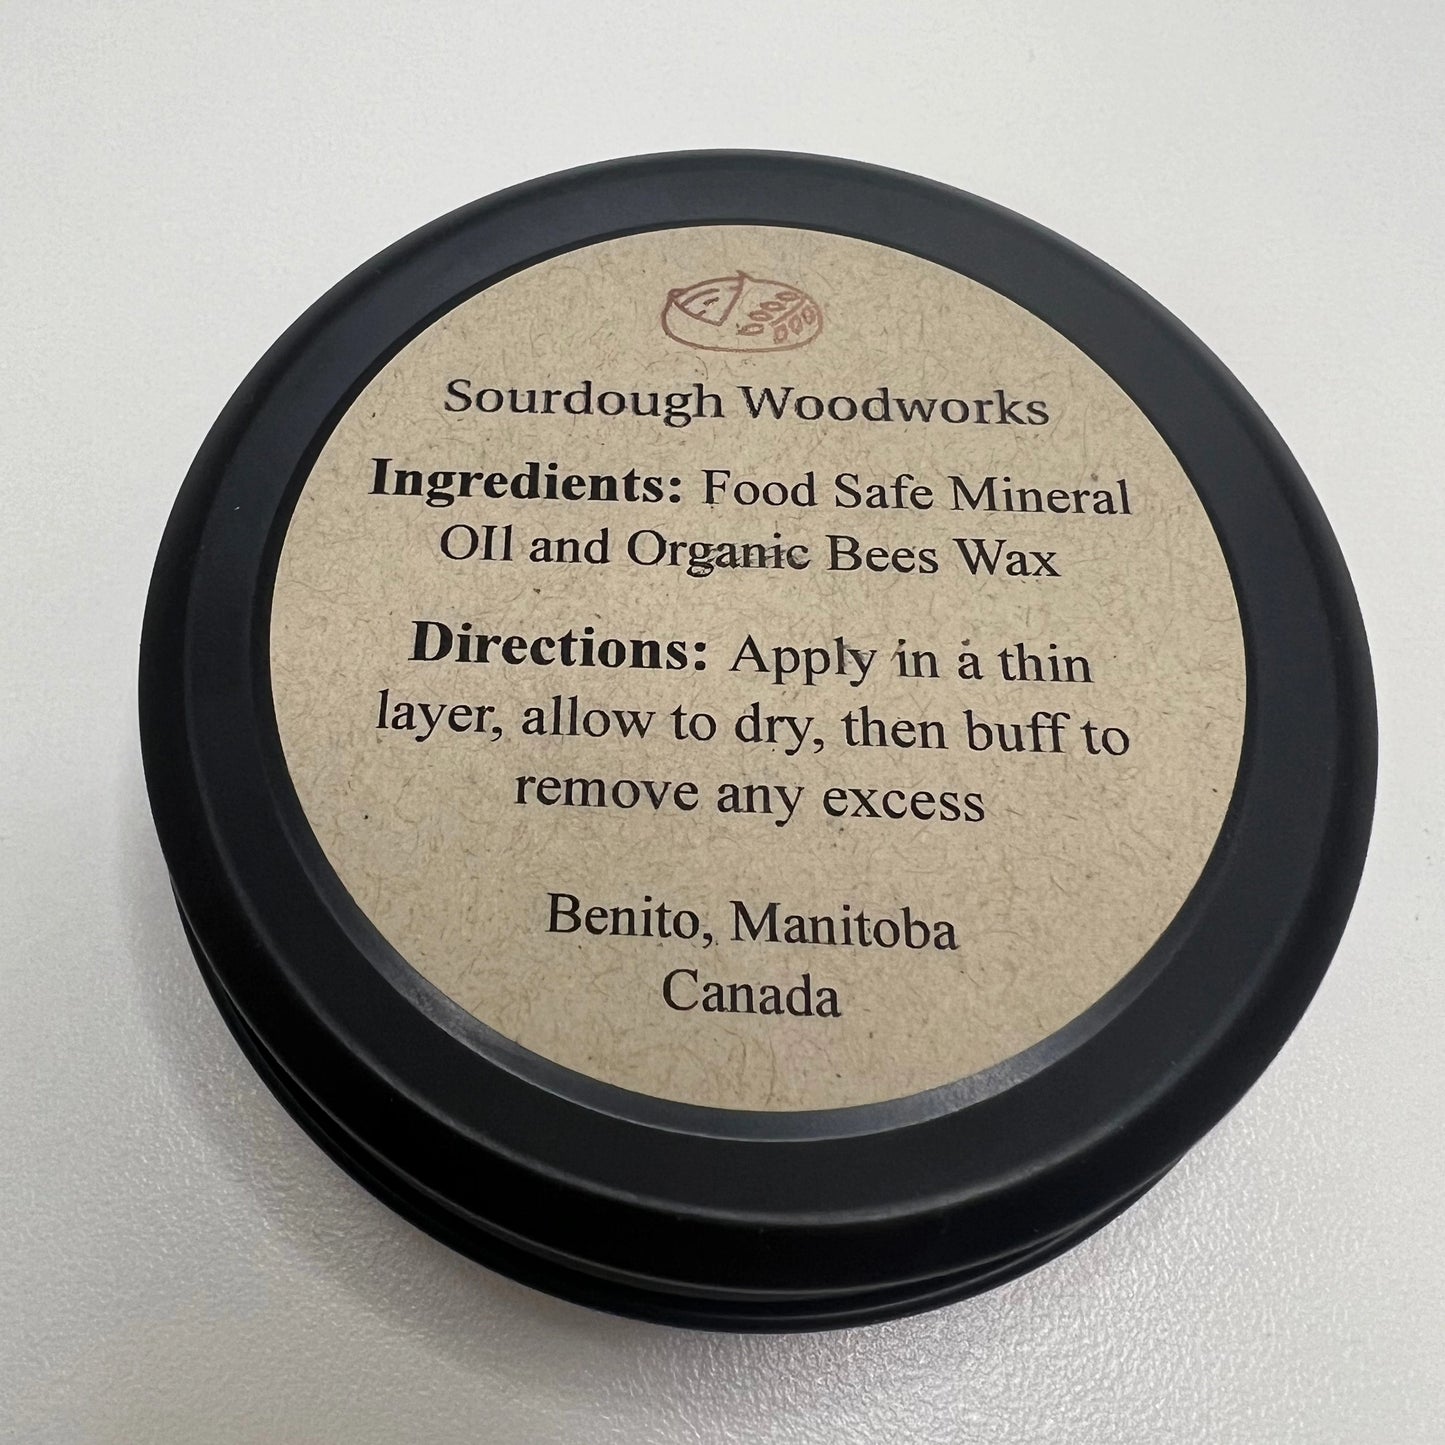 Sourdough Woodworks
Ingredients: Food Safe Mineral
OIl and Organic Bees Wax
Directions: Apply in a thin
layer, allow to dry, then buff to
remove any excess
Benito, Manitoba
Canada